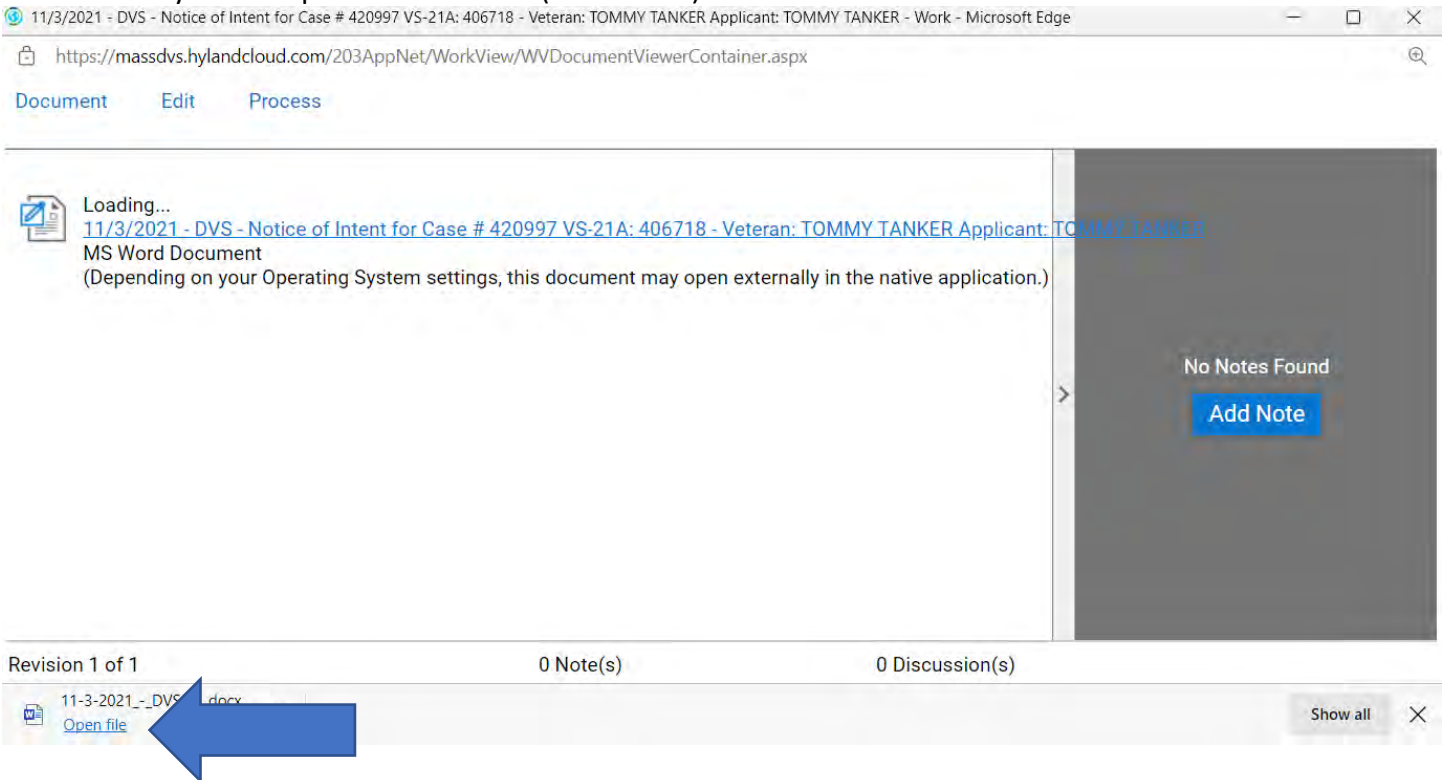 11/3/2021 - DVS - Notice of Intent for Case # 420997 VS-21A: 406718 - Veteran: TOMMY TANKER Applicant: TOMMY TANKER - Work - Microsoft Edge
https://massdvs.hylandcloud.com/203AppNet/WorkView/WVDocumentViewerContainer.aspx
Document Edit Process
Loading...
11/3/2021 - DVS - Notice of Intent for Case # 420997 VS-21A: 406718 - Veteran: TOMMY TANKER Applicant: TOMMY TANKER
MS Word Document
(Depending on your Operating System settings, this document may open externally in the native application.)
No Notes Found
Add Note
Revision 1 of 1 0 Note(s) 0 Discussion(s)
11-3-2021_-_DVS docx
Open file
Show all